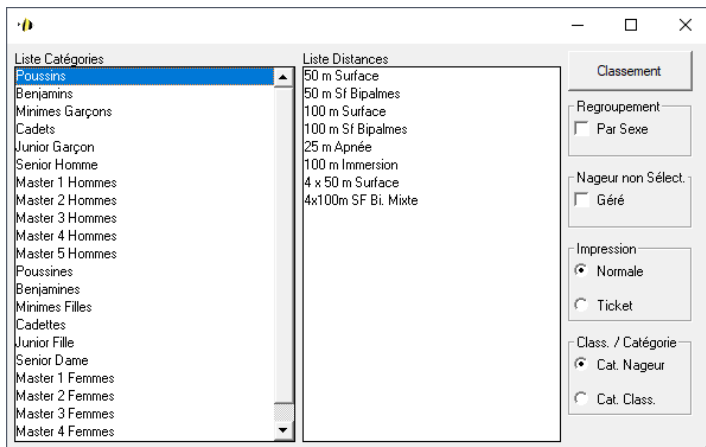 Liste Catégories
Poussins
Benjamins
Minimes Garçons
Cadets
Junior Garçon
Senior Homme
Master 1 Hommes
Master 2 Hommes
Master 3 Hommes
Master 4 Hommes
Master 5 Hommes
Poussines
Benjamines
Minimes Filles
Cadettes
Junior Fille
Senior Dame
Master 1 Femmes
Master 2 Femmes
Master 3 Femmes
Master 4 Femmes
Liste Distances
50 m Surface
50 m Sf Bipalmes
100 m Surface
100 m Sf Bipalmes
25 m Apnée
100 m Immersion
4 x 50 m Surface
4x100m SF Bi. Mixte
Classement
Regroupement
Par Sexe
Nageur non Sélect.
Géré
Impression
Normale
Ticket
Class. / Catégorie
Cat. Nageur
Cat. Class.